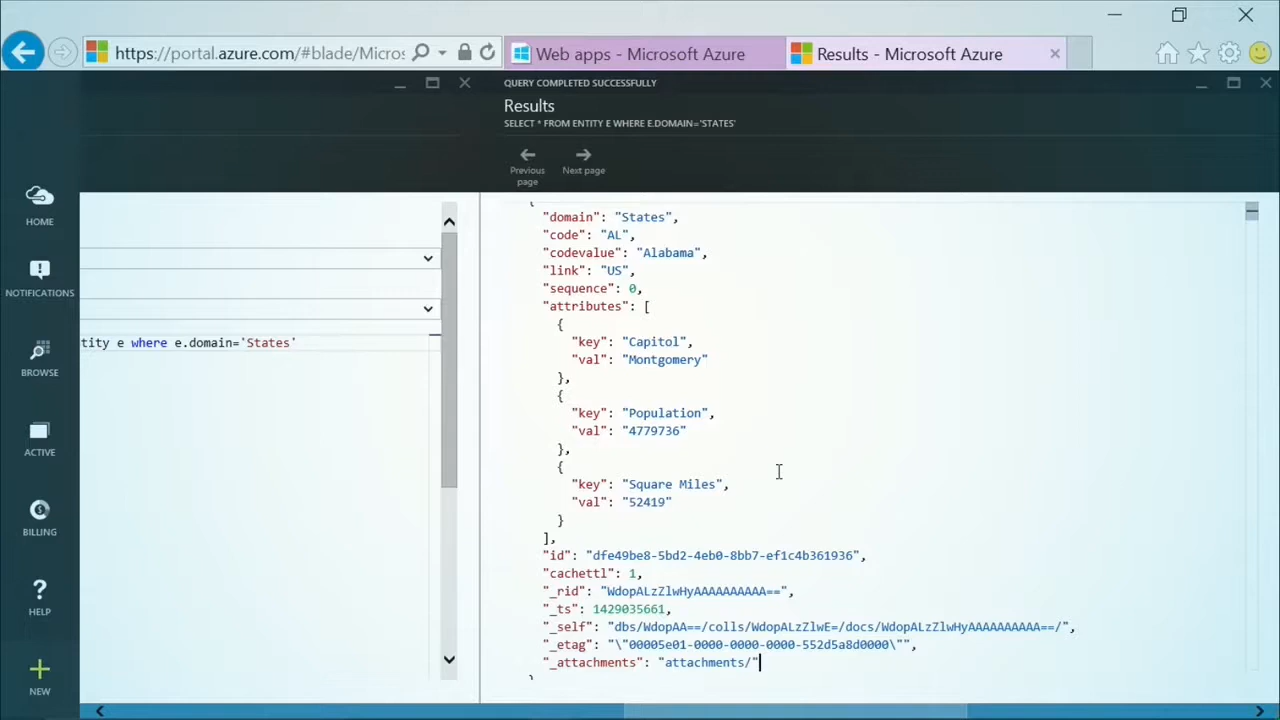 https://portal.azure.com/#blade/Micros
Web apps - Microsoft Azure
Results - Microsoft Azure
QUERY COMPLETED SUCCESSFULLY
Results
SELECT * FROM ENTITY E WHERE E.DOMAIN='STATES'
Previous page
Next page
HOME
NOTIFICATIONS
BROWSE
ACTIVE
BILLING
HELP
NEW
tity e where e.domain='States'
{
"domain": "States",
"code": "AL",
"codevalue": "Alabama",
"link": "US",
"sequence": 0,
"attributes": [
{
"key": "Capitol",
"val": "Montgomery"
},
{
"key": "Population",
"val": "4779736"
},
{
"key": "Square Miles",
"val": "52419"
}
],
"id": "dfe49be8-5bd2-4eb0-8bb7-ef1c4b361936",
"cachettl": 1,
"_rid": "WdopALzZlwHyAAAAAAAAAA==",
"_ts": 1429035661,
"_self": "dbs/WdopAA==/colls/WdopALzZlwE=/docs/WdopALzZlwHyAAAAAAAAAA==/",
"_etag": "\"00005e01-0000-0000-0000-552d5a8d0000\"",
"_attachments": "attachments/"